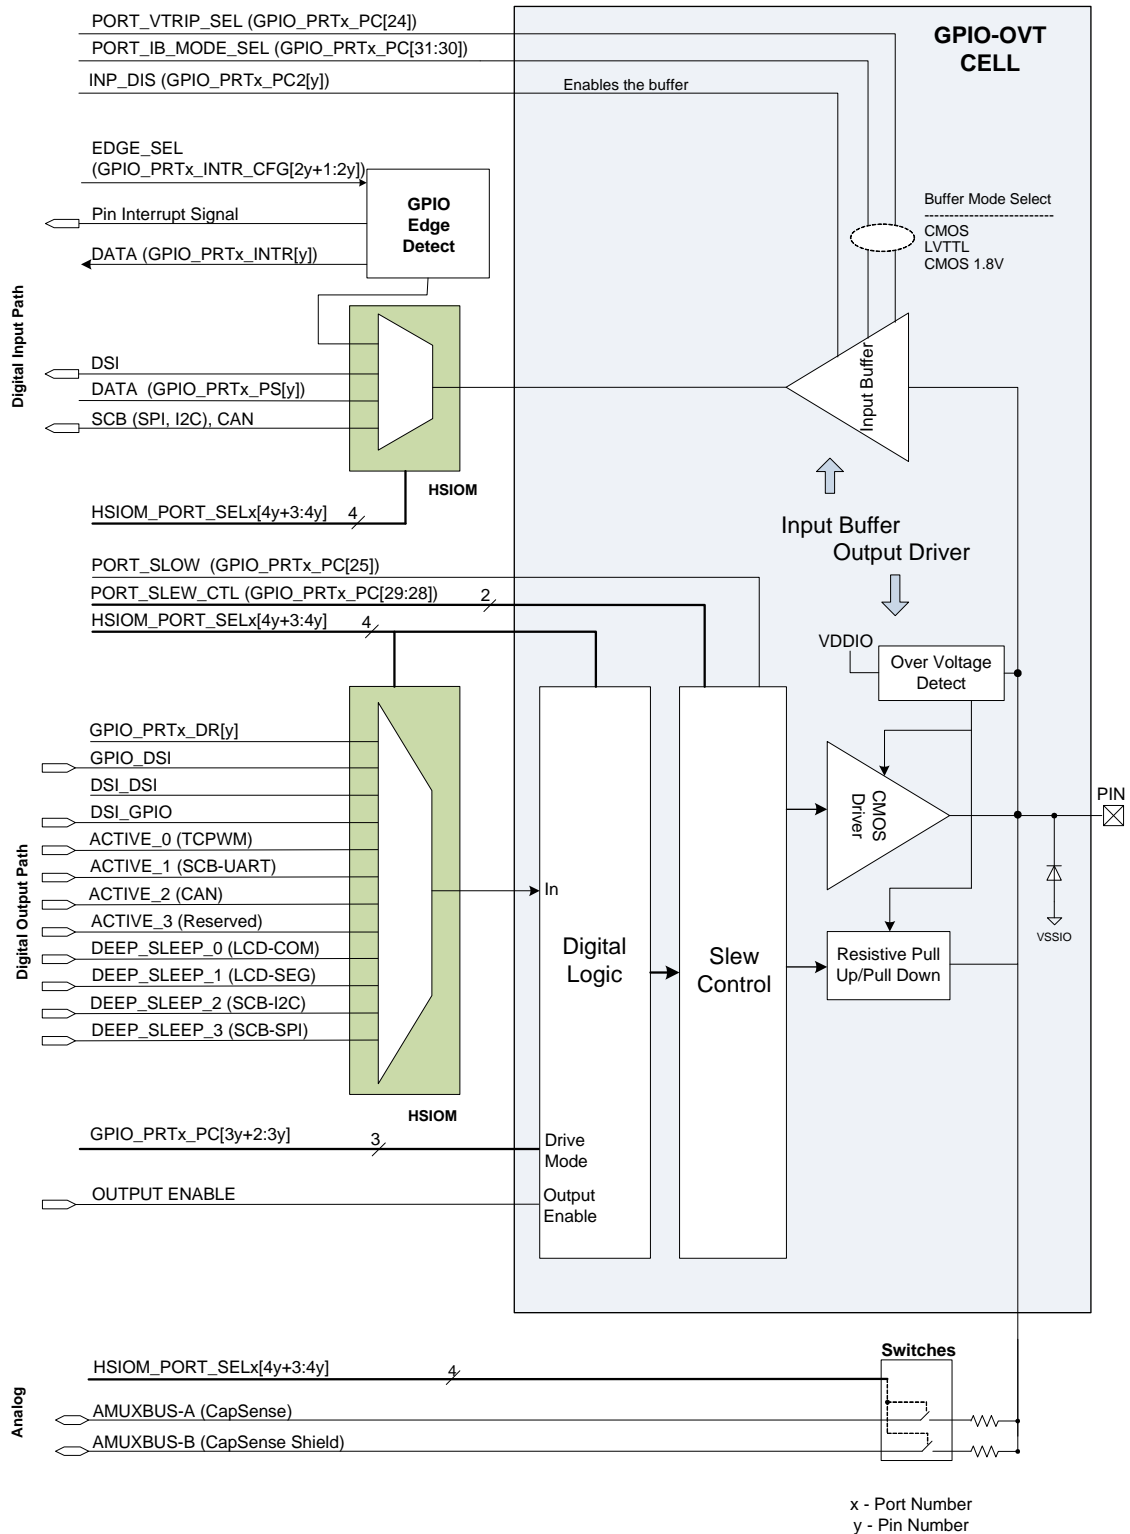 PORT_VTRIP_SEL (GPIO_PRTx_PC[24])
PORT_IB_MODE_SEL (GPIO_PRTx_PC[31:30])
INP_DIS (GPIO_PRTx_PC2[y])
Enables the buffer
GPIO-OVT
CELL
EDGE_SEL
(GPIO_PRTx_INTR_CFG[2y+1:2y])
Pin Interrupt Signal
DATA (GPIO_PRTx_INTR[y])
GPIO
Edge
Detect
Buffer Mode Select
CMOS
LVTTL
CMOS 1.8V
Digital Input Path
DSI
DATA (GPIO_PRTx_PS[y])
SCB (SPI, I2C), CAN
HSIOM
Input Buffer
HSIOM_PORT_SELx[4y+3:4y]
4
Input Buffer
Output Driver
PORT_SLOW (GPIO_PRTx_PC[25])
PORT_SLEW_CTL (GPIO_PRTx_PC[29:28])
2
HSIOM_PORT_SELx[4y+3:4y]
4
VDDIO
Over Voltage
Detect
Digital Output Path
GPIO_PRTx_DR[y]
GPIO_DSI
DSI_DSI
DSI_GPIO
ACTIVE_0 (TCPWM)
ACTIVE_1 (SCB-UART)
ACTIVE_2 (CAN)
ACTIVE_3 (Reserved)
DEEP_SLEEP_0 (LCD-COM)
DEEP_SLEEP_1 (LCD-SEG)
DEEP_SLEEP_2 (SCB-I2C)
DEEP_SLEEP_3 (SCB-SPI)
HSIOM
In
Digital
Logic
Slew
Control
CMOS
Driver
PIN
VSSIO
Resistive Pull
Up/Pull Down
GPIO_PRTx_PC[3y+2:3y]
3
Drive
Mode
OUTPUT ENABLE
Output
Enable
Analog
HSIOM_PORT_SELx[4y+3:4y]
4
Switches
AMUXBUS-A (CapSense)
AMUXBUS-B (CapSense Shield)
x - Port Number
y - Pin Number